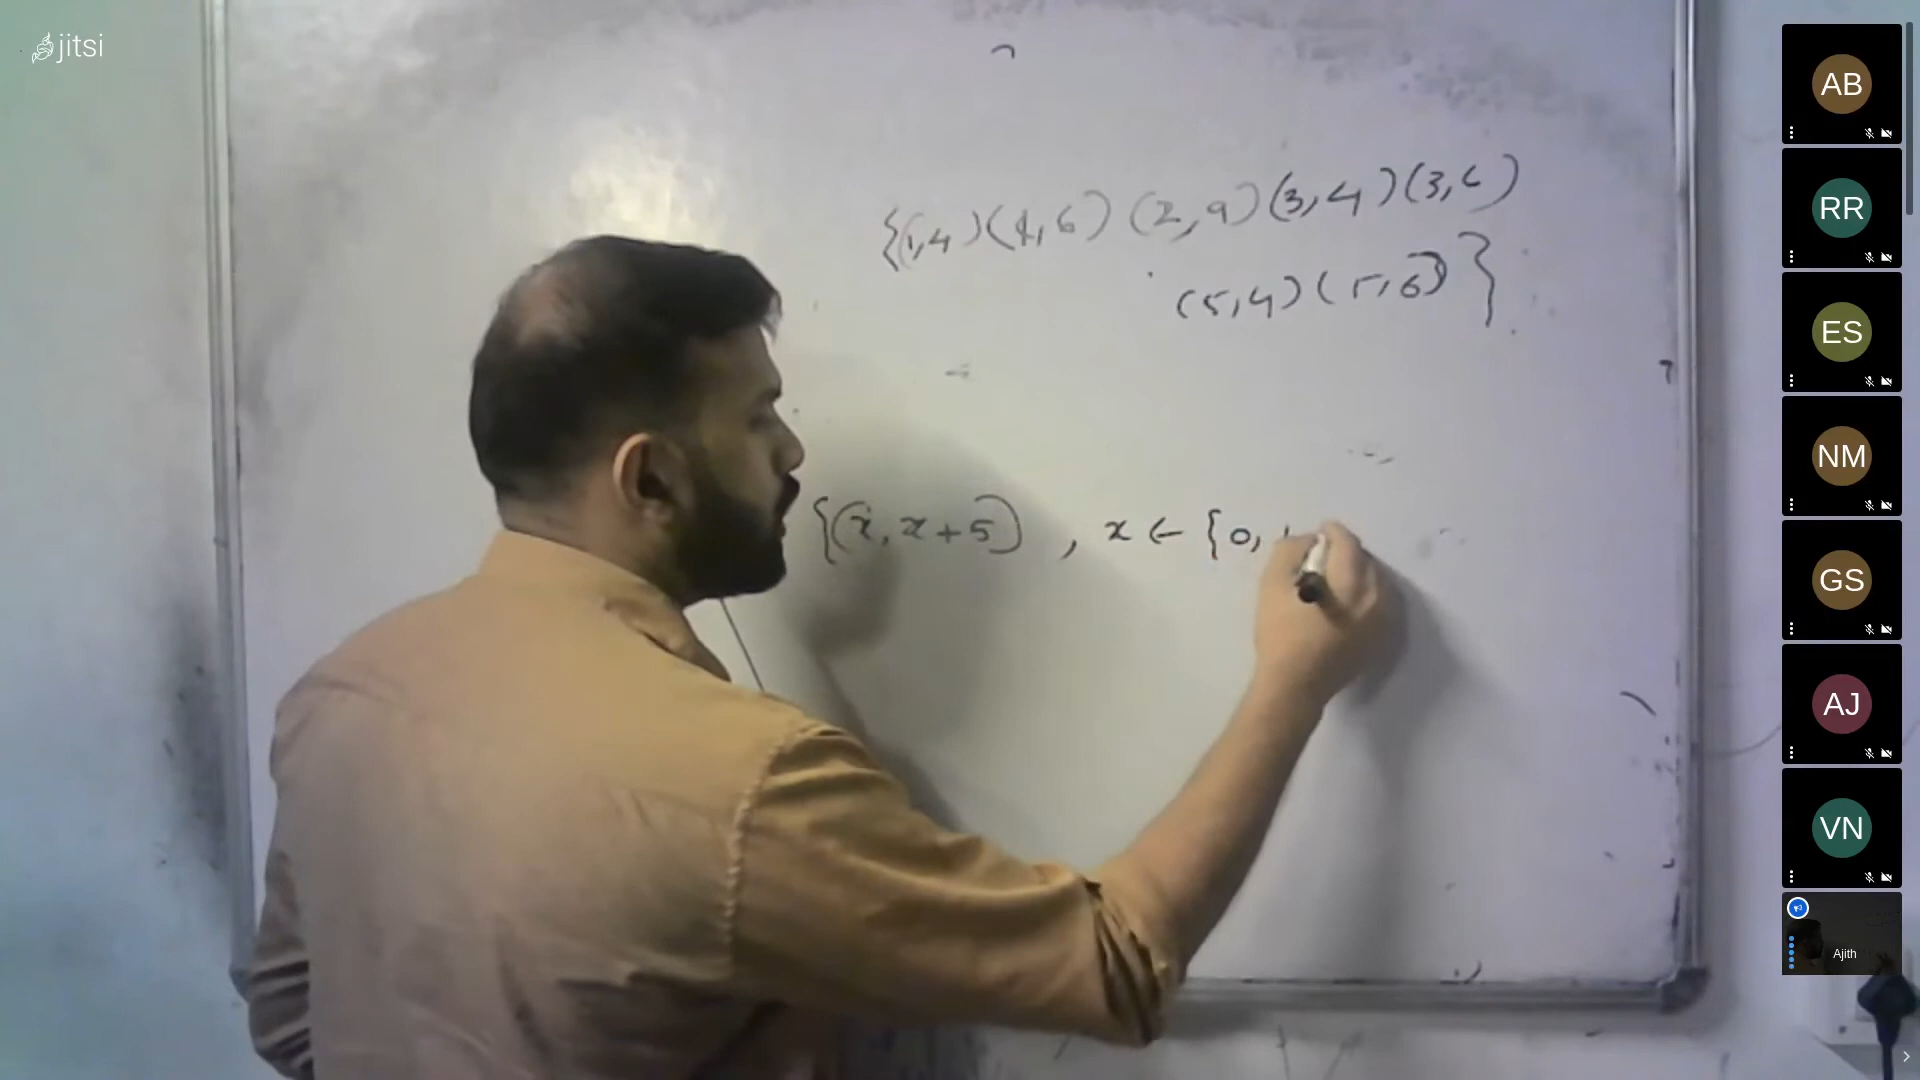 jitsi
{(1,4)(1,6)(2,9)(3,4)(3,6)
(5,4)(5,6)}
{(x,x+5) , x ← {0,
AB
RR
ES
NM
GS
AJ
VN
Ajith